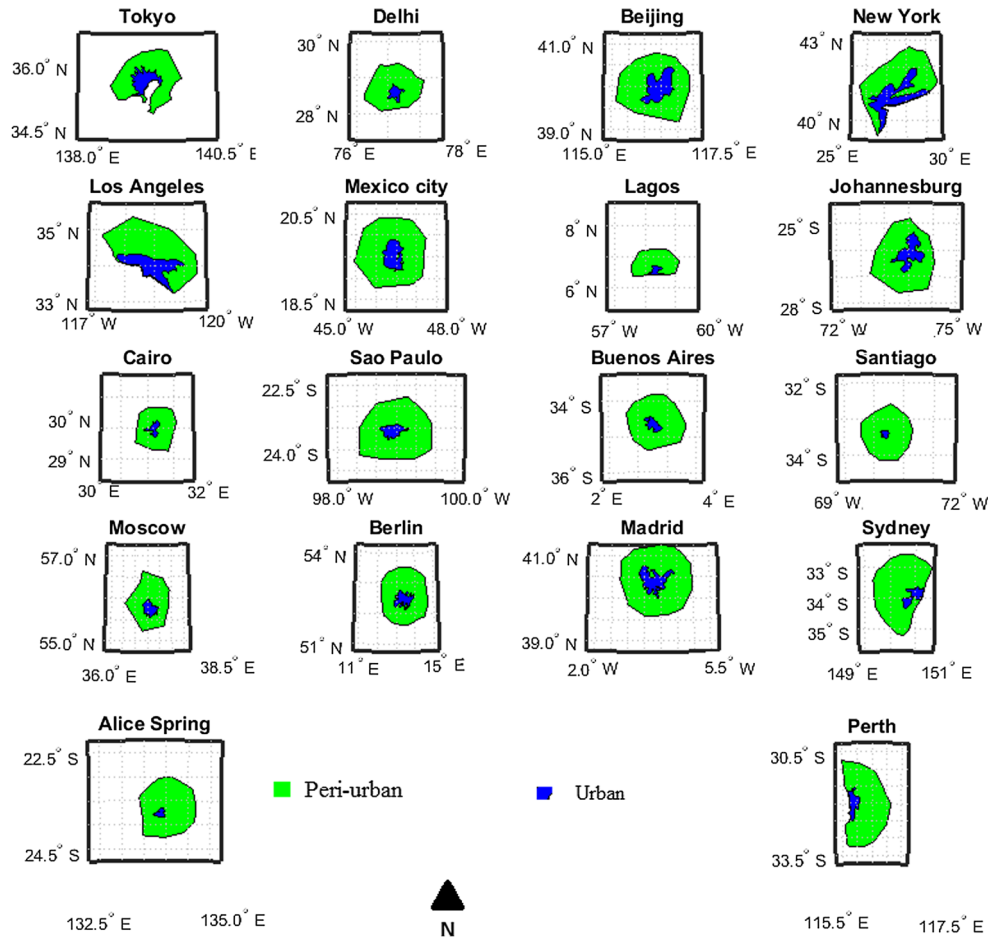 Tokyo
36.0° N
34.5° N
138.0° E
140.5° E
Delhi
30° N
28° N
76° E
78° E
Beijing
41.0° N
39.0° N
115.0° E
117.5° E
New York
43° N
40° N
25° E
30° E
Los Angeles
35° N
33° N
117° W
120° W
Mexico city
20.5° N
18.5° N
45.0° W
48.0° W
Lagos
8° N
6° N
57° W
60° W
Johannesburg
25° S
28° S
72° W
75° W
Cairo
30° N
29° N
30° E
32° E
Sao Paulo
22.5° S
24.0° S
98.0° W
100.0° W
Buenos Aires
34° S
36° S
2° E
4° E
Santiago
32° S
34° S
69° W
72° W
Moscow
57.0° N
55.0° N
36.0° E
38.5° E
Berlin
54° N
51° N
11° E
15° E
Madrid
41.0° N
39.0° N
2.0° W
5.5° W
Sydney
33° S
34° S
35° S
149° E
151° E
Alice Spring
22.5° S
24.5° S
132.5° E
135.0° E
Peri-urban
Urban
Perth
30.5° S
33.5° S
115.5° E
117.5° E
N